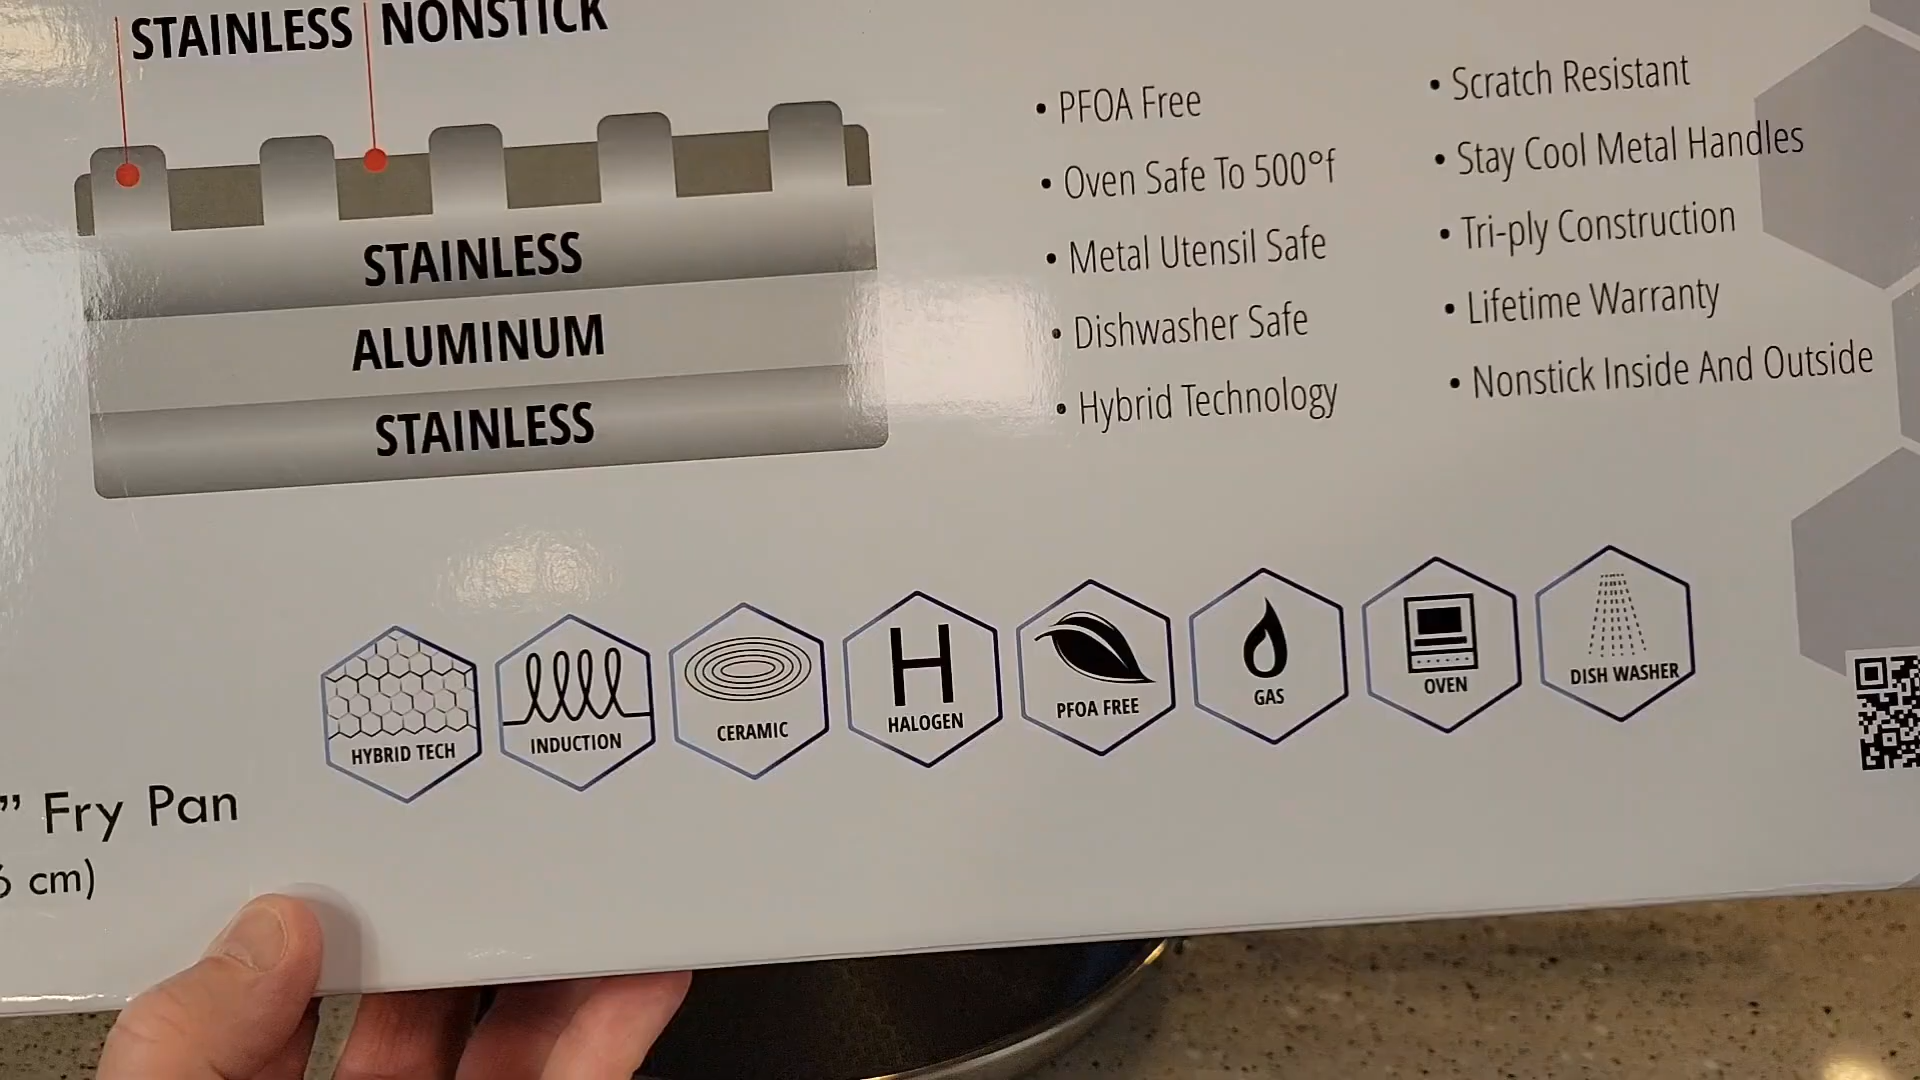 STAINLESS NONSTICK
STAINLESS
ALUMINUM
STAINLESS
• PFOA Free
• Oven Safe To 500°f
• Metal Utensil Safe
• Dishwasher Safe
• Hybrid Technology
• Scratch Resistant
• Stay Cool Metal Handles
• Tri-ply Construction
• Lifetime Warranty
• Nonstick Inside And Outside
HYBRID TECH
INDUCTION
CERAMIC
H
HALOGEN
PFOA FREE
GAS
OVEN
DISH WASHER
” Fry Pan
cm)